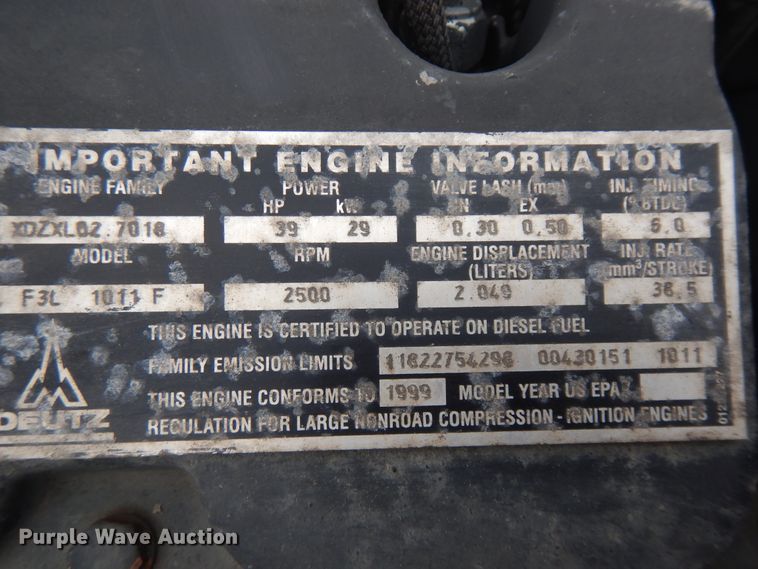 IMPORTANT ENGINE INFORMATION
ENGINE FAMILY POWER VALVE LASH (mm) INJ. TIMING
HP kW IN EX (°BTDC)
XDZXL02.7018 39 29 0.30 0.50 6.0
MODEL RPM ENGINE DISPLACEMENT INJ. RATE
(LITERS) (mm³/STROKE)
F3L 1011 F 2500 2.049 36.5
THIS ENGINE IS CERTIFIED TO OPERATE ON DIESEL FUEL
FAMILY EMISSION LIMITS 11822754298 00430151 1011
THIS ENGINE CONFORMS TO 1999 MODEL YEAR US EPA
REGULATION FOR LARGE NONROAD COMPRESSION - IGNITION ENGINES
DEUTZ
Purple Wave Auction